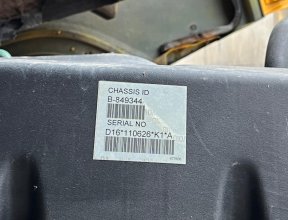 CHASSIS ID
B-849344
SERIAL NO
D16*110626*K1*A